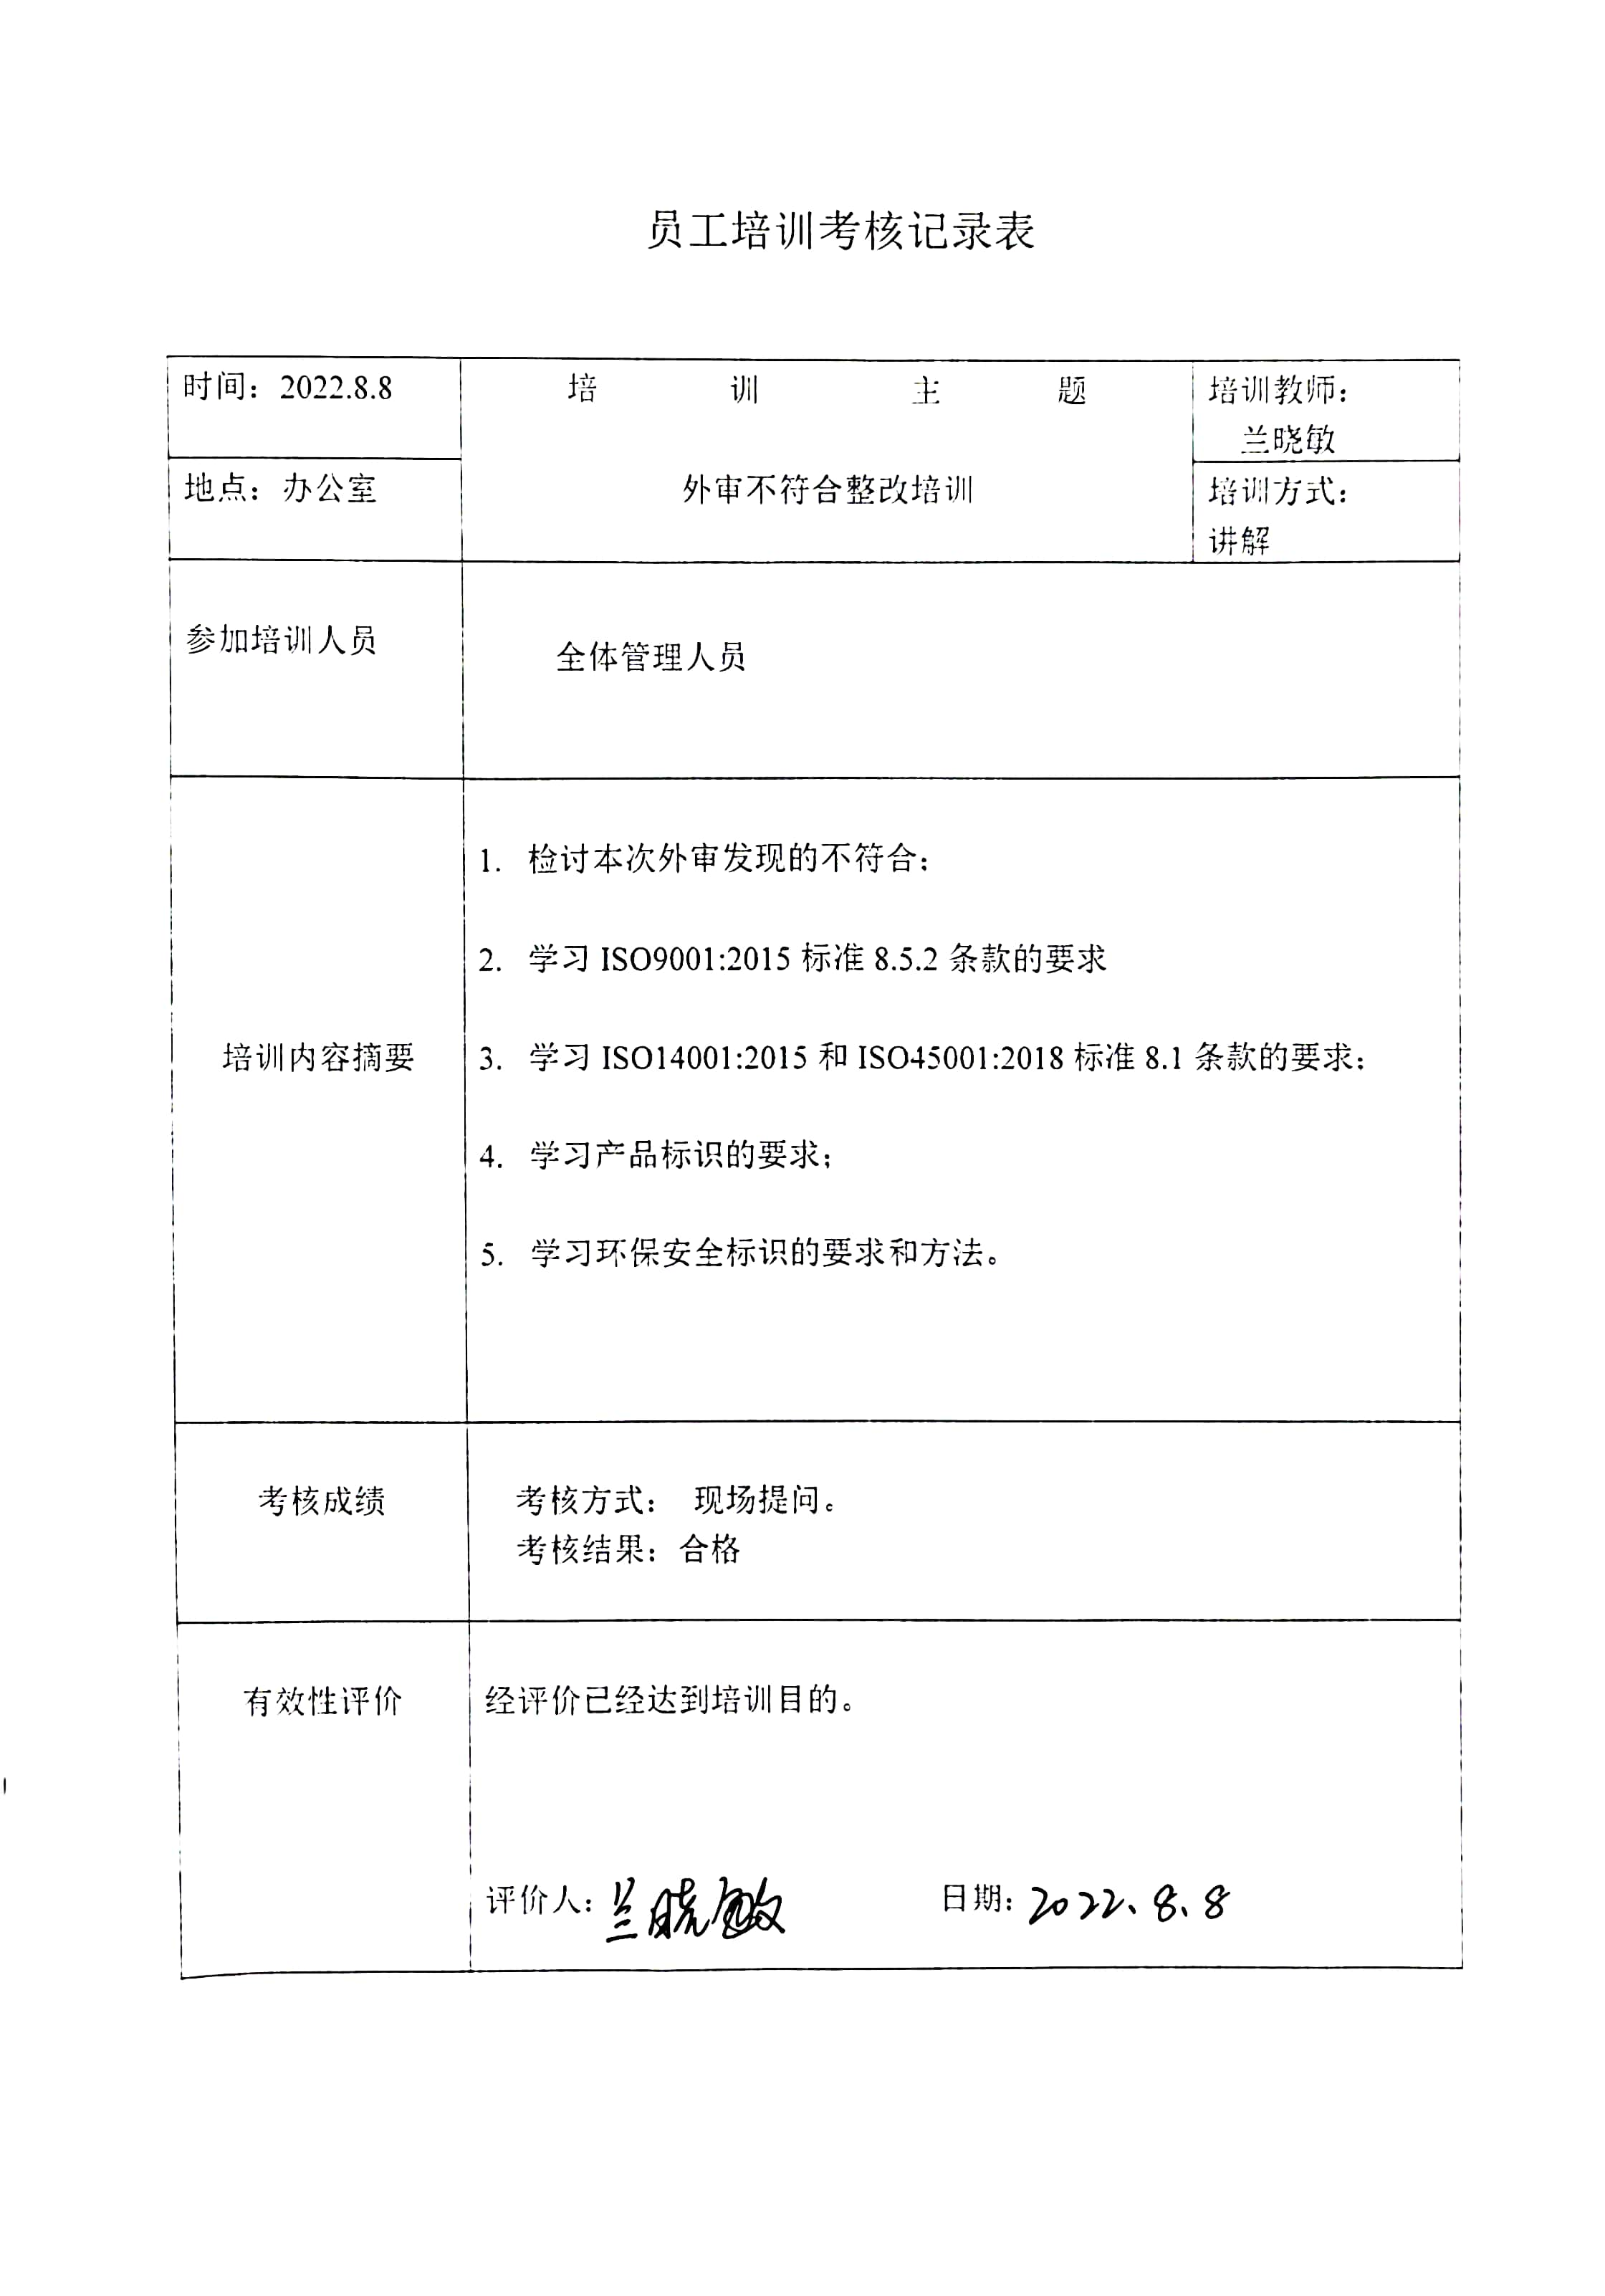 员工培训考核记录表
时间：2022.8.8
培 训 主 题
培训教师：
兰晓敏
地点：办公室
外审不符合整改培训
培训方式：
讲解
参加培训人员
全体管理人员
培训内容摘要
1. 检讨本次外审发现的不符合；
2. 学习 ISO9001:2015 标准 8.5.2 条款的要求
3. 学习 ISO14001:2015 和 ISO45001:2018 标准 8.1 条款的要求；
4. 学习产品标识的要求；
5. 学习环保安全标识的要求和方法。
考核成绩
考核方式： 现场提问。
考核结果：合格
有效性评价
经评价已经达到培训目的。
评价人：兰晓敏 日期：2022、8、8